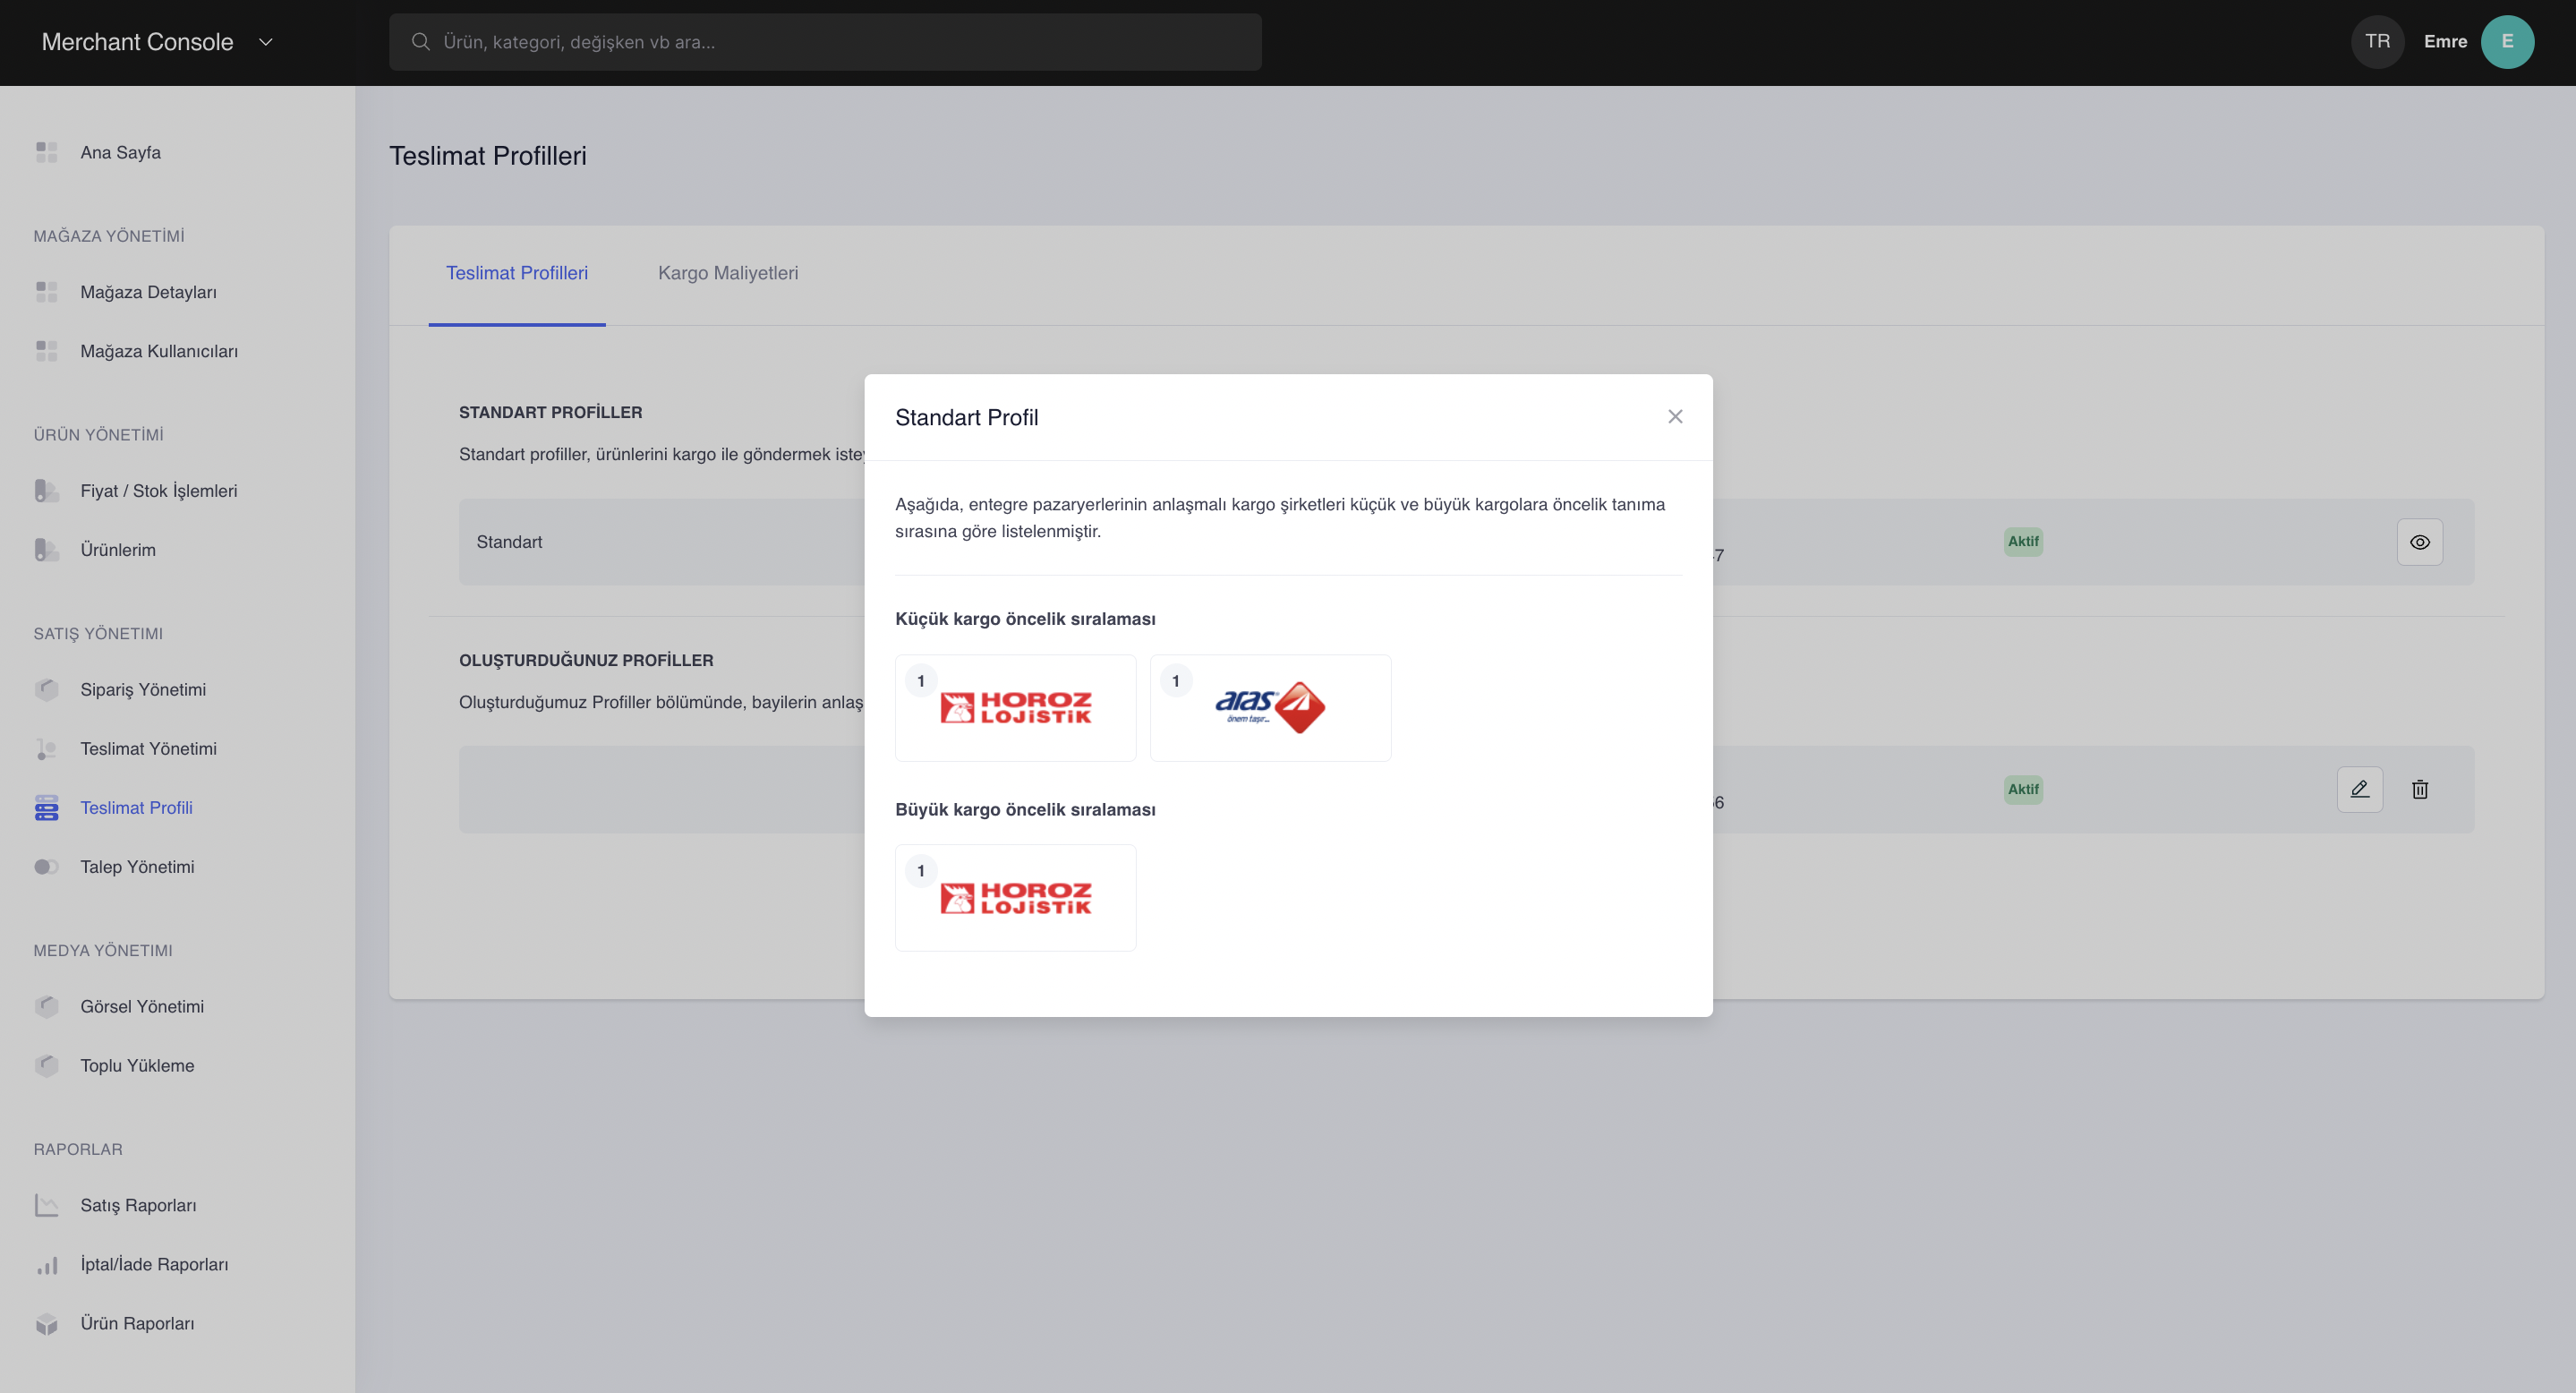 Merchant Console
Ürün, kategori, değişken vb ara...
TR
Emre
E
Ana Sayfa
MAĞAZA YÖNETİMİ
Mağaza Detayları
Mağaza Kullanıcıları
ÜRÜN YÖNETİMİ
Fiyat / Stok İşlemleri
Ürünlerim
SATIŞ YÖNETIMI
Sipariş Yönetimi
Teslimat Yönetimi
Teslimat Profili
Talep Yönetimi
MEDYA YÖNETIMI
Görsel Yönetimi
Toplu Yükleme
RAPORLAR
Satış Raporları
İptal/İade Raporları
Ürün Raporları
Teslimat Profilleri
Teslimat Profilleri
Kargo Maliyetleri
STANDART PROFİLLER
Standart profiller, ürünlerini kargo ile göndermek
Standart
7
Aktif
OLUŞTURDUĞUNUZ PROFİLLER
Oluşturduğumuz Profiller bölümünde, bayilerin
6
Aktif
Standart Profil
Aşağıda, entegre pazaryerlerinin anlaşmalı kargo şirketleri küçük ve büyük kargolara öncelik tanıma
sırasına göre listelenmiştir.
Küçük kargo öncelik sıralaması
1
HOROZ
LOJİSTİK
1
aras
önem taşır...
Büyük kargo öncelik sıralaması
1
HOROZ
LOJİSTİK